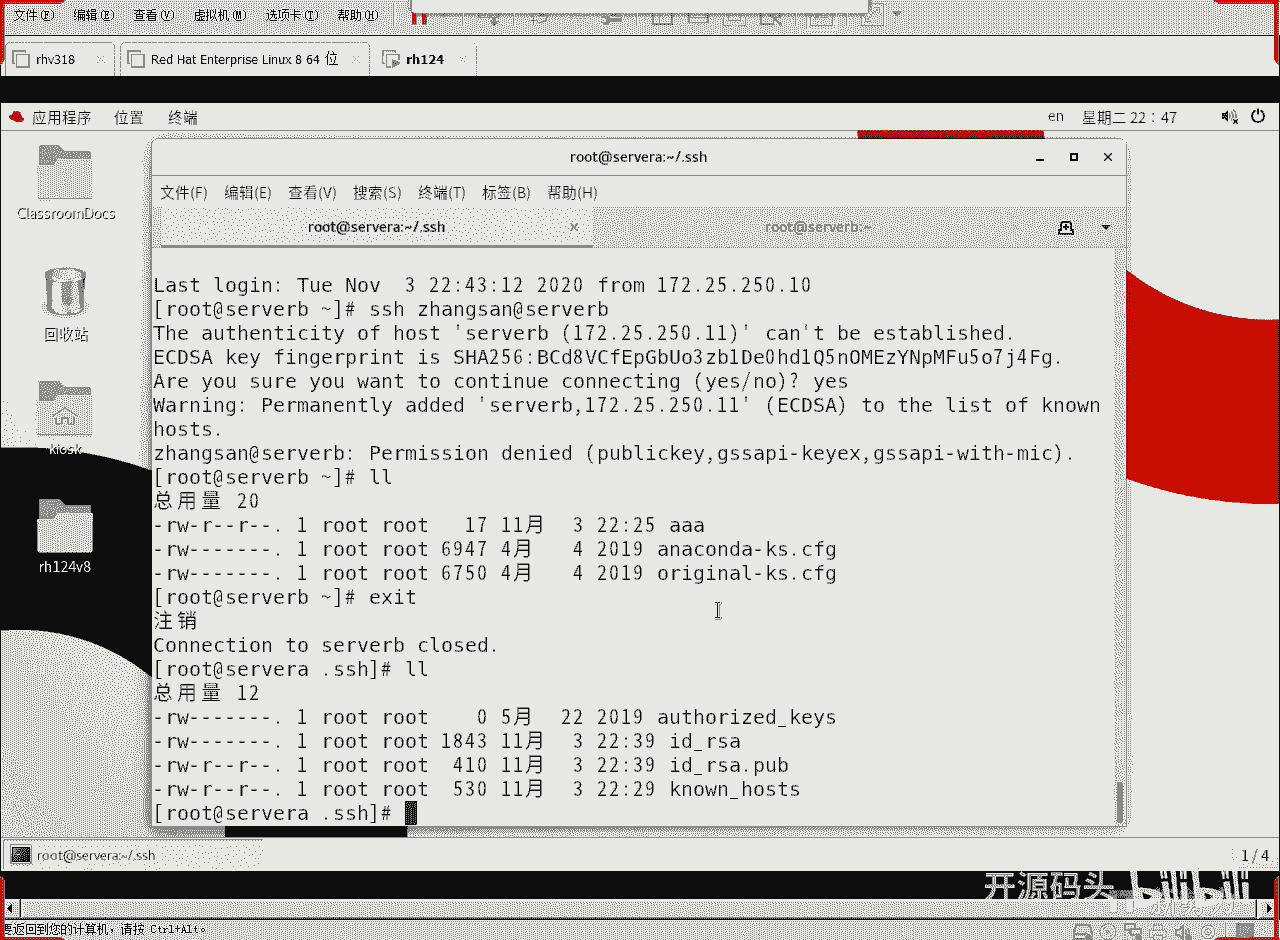 文件(F) 编辑(E) 查看(V) 虚拟机(M) 选项卡(T) 帮助(H)
rhv318 Red Hat Enterprise Linux 8 64 位 rh124
应用程序 位置 终端 en 星期二 22：47
root@servera:~/.ssh
文件(F) 编辑(E) 查看(V) 搜索(S) 终端(T) 标签(B) 帮助(H)
root@servera:~/.ssh root@serverb:~
ClassroomDocs
回收站
kiosk
rh124v8
Last login: Tue Nov  3 22:43:12 2020 from 172.25.250.10
[root@serverb ~]# ssh zhangsan@serverb
The authenticity of host 'serverb (172.25.250.11)' can't be established.
ECDSA key fingerprint is SHA256:BCd8VCfEpGbUo3zb1De0hd1Q5nOMEzYNpMFu5o7j4Fg.
Are you sure you want to continue connecting (yes/no)? yes
Warning: Permanently added 'serverb,172.25.250.11' (ECDSA) to the list of known
hosts.
zhangsan@serverb: Permission denied (publickey,gssapi-keyex,gssapi-with-mic).
[root@serverb ~]# ll
总用量 20
-rw-r--r--. 1 root root   17 11月  3 22:25 aaa
-rw-------. 1 root root 6947 4月   4 2019 anaconda-ks.cfg
-rw-------. 1 root root 6750 4月   4 2019 original-ks.cfg
[root@serverb ~]# exit
注销
Connection to serverb closed.
[root@servera .ssh]# ll
总用量 12
-rw-------. 1 root root    0 5月  22 2019 authorized_keys
-rw-------. 1 root root 1843 11月  3 22:39 id_rsa
-rw-r--r--. 1 root root  410 11月  3 22:39 id_rsa.pub
-rw-r--r--. 1 root root  530 11月  3 22:29 known_hosts
[root@servera .ssh]#
root@servera:~/.ssh 1 / 4
开源码头 bilibili
要返回到您的计算机，请按 Ctrl+Alt。